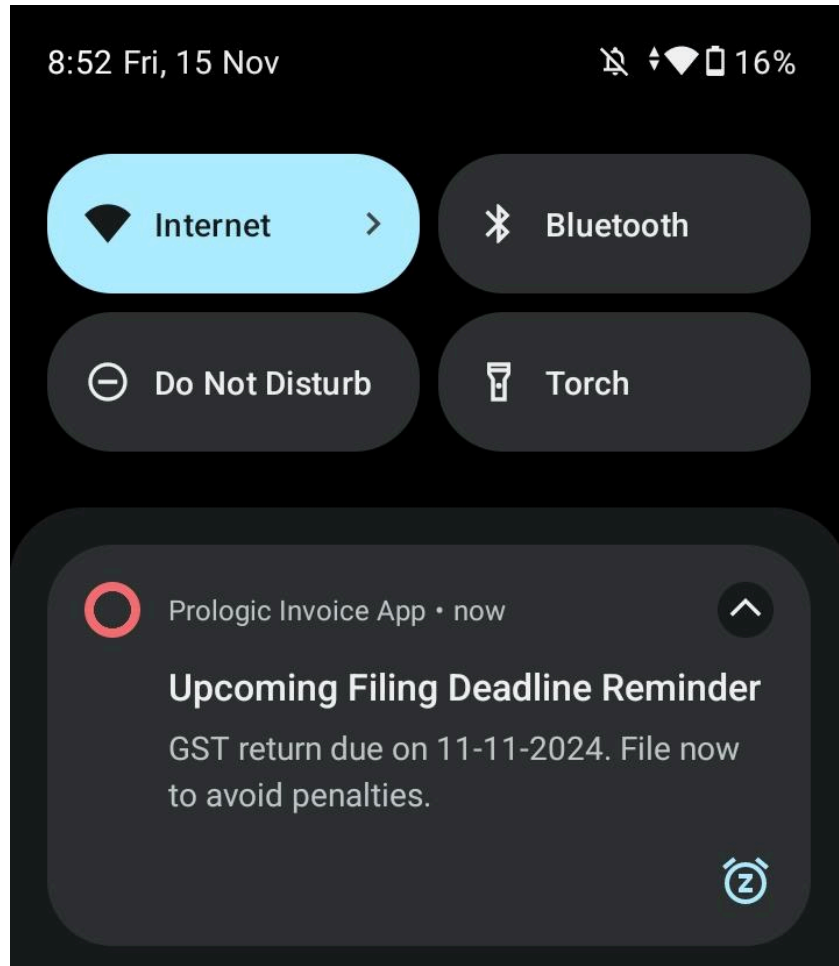 8:52 Fri, 15 Nov 16%
Internet Bluetooth
Do Not Disturb Torch
Prologic Invoice App • now
Upcoming Filing Deadline Reminder
GST return due on 11-11-2024. File now
to avoid penalties.